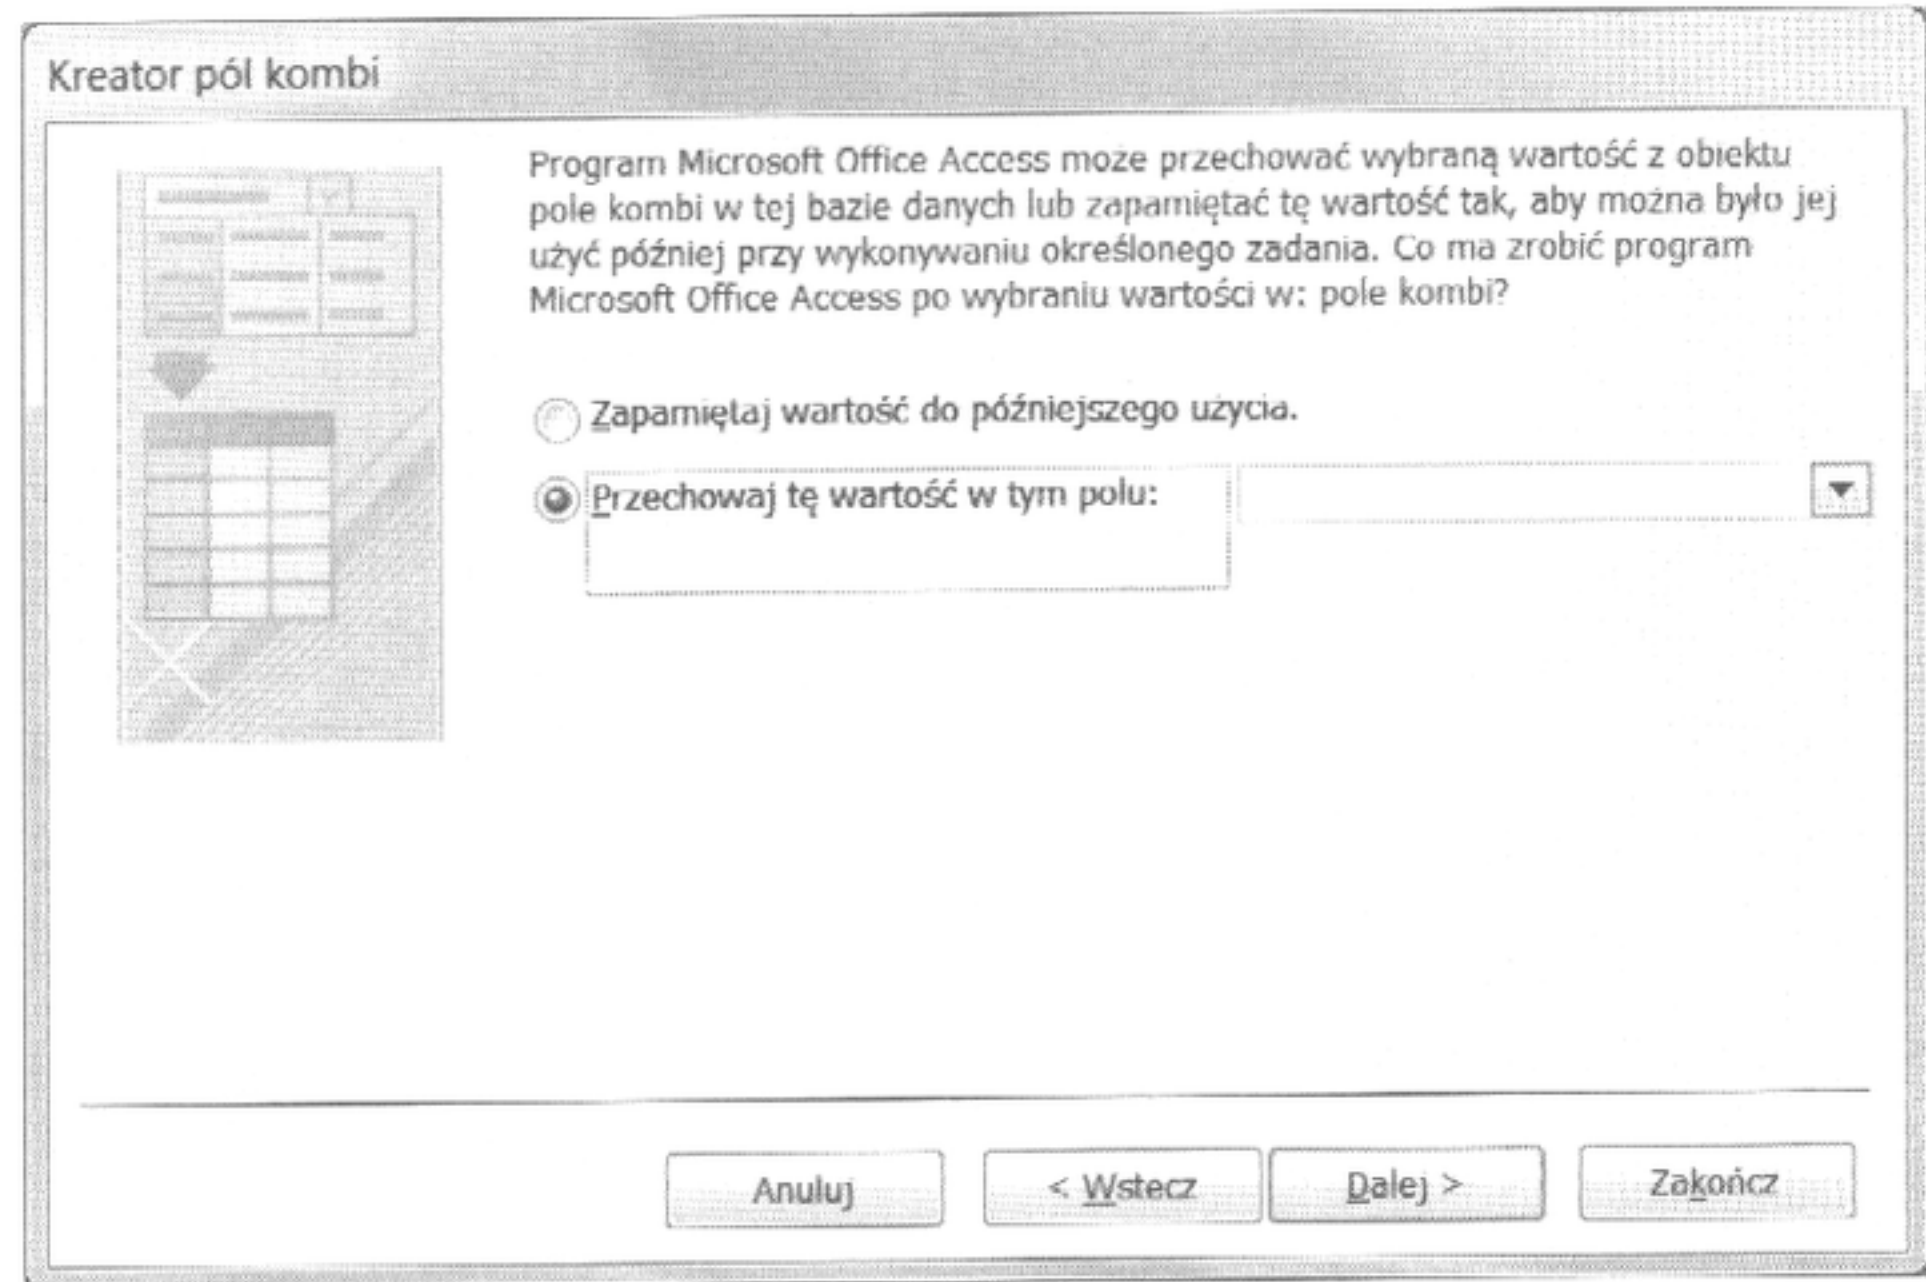 Kreator pól kombi
Program Microsoft Office Access może przechować wybraną wartość z obiektu
pole kombi w tej bazie danych lub zapamiętać tę wartość tak, aby można było jej
użyć później przy wykonywaniu określonego zadania. Co ma zrobić program
Microsoft Office Access po wybraniu wartości w: pole kombi?
Zapamiętaj wartość do późniejszego użycia.
Przechowaj tę wartość w tym polu:
Anuluj
< Wstecz
Dalej >
Zakończ